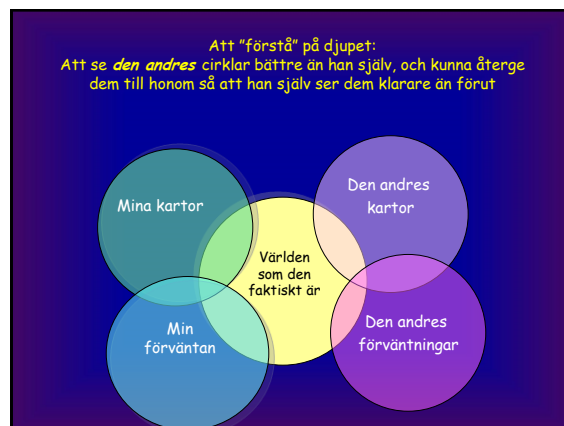 Att ”förstå” på djupet:
Att se den andres cirklar bättre än han själv, och kunna återge
dem till honom så att han själv ser dem klarare än förut
Mina kartor
Den andres
kartor
Världen
som den
faktiskt är
Min
förväntan
Den andres
förväntningar